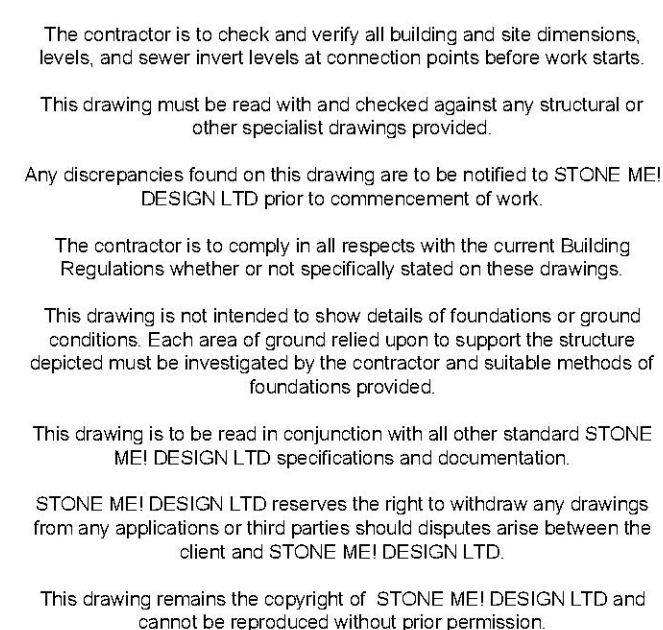 The contractor is to check and verify all building and site dimensions,
levels, and sewer invert levels at connection points before work starts.
This drawing must be read with and checked against any structural or
other specialist drawings provided.
Any discrepancies found on this drawing are to be notified to STONE ME!
DESIGN LTD prior to commencement of work.
The contractor is to comply in all respects with the current Building
Regulations whether or not specifically stated on these drawings.
This drawing is not intended to show details of foundations or ground
conditions. Each area of ground relied upon to support the structure
depicted must be investigated by the contractor and suitable methods of
foundations provided.
This drawing is to be read in conjunction with all other standard STONE
ME! DESIGN LTD specifications and documentation.
STONE ME! DESIGN LTD reserves the right to withdraw any drawings
from any applications or third parties should disputes arise between the
client and STONE ME! DESIGN LTD.
This drawing remains the copyright of STONE ME! DESIGN LTD and
cannot be reproduced without prior permission.